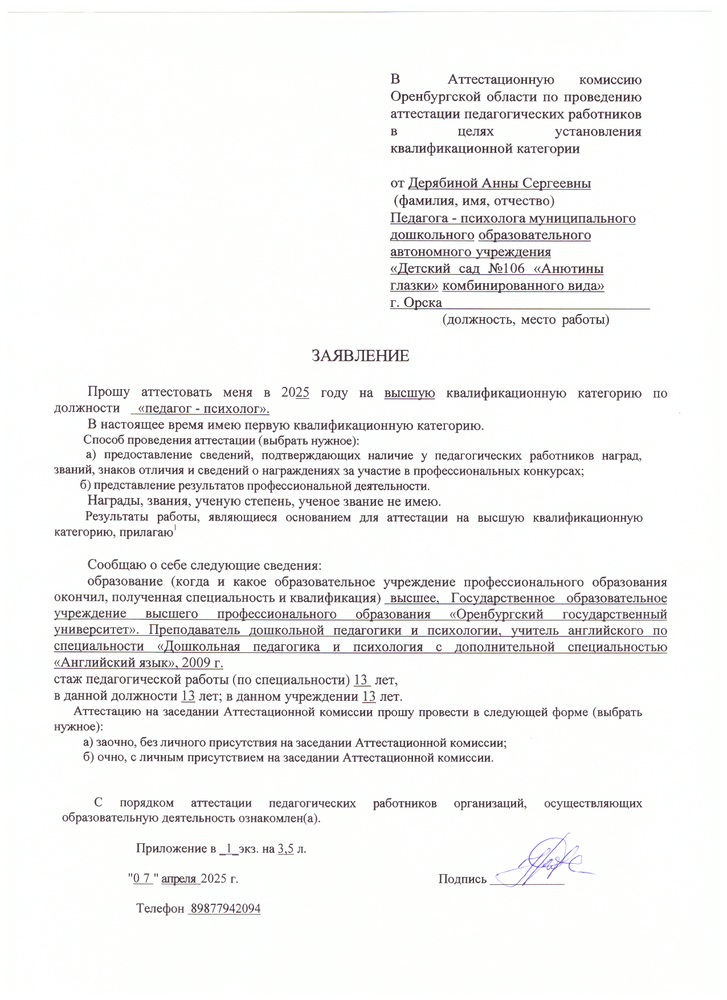 В Аттестационную комиссию
Оренбургской области по проведению
аттестации педагогических работников
в целях установления
квалификационной категории
от Дерябиной Анны Сергеевны
(фамилия, имя, отчество)
Педагога - психолога муниципального
дошкольного образовательного
автономного учреждения
«Детский сад №106 «Анютины
глазки» комбинированного вида»
г. Орска
(должность, место работы)
ЗАЯВЛЕНИЕ
Прошу аттестовать меня в 2025 году на высшую квалификационную категорию по
должности «педагог - психолог».
В настоящее время имею первую квалификационную категорию.
Способ проведения аттестации (выбрать нужное):
а) предоставление сведений, подтверждающих наличие у педагогических работников наград,
званий, знаков отличия и сведений о награждениях за участие в профессиональных конкурсах;
б) представление результатов профессиональной деятельности.
Награды, звания, ученую степень, ученое звание не имею.
Результаты работы, являющиеся основанием для аттестации на высшую квалификационную
категорию, прилагаю1
Сообщаю о себе следующие сведения:
образование (когда и какое образовательное учреждение профессионального образования
окончил, полученная специальность и квалификация) высшее, Государственное образовательное
учреждение высшего профессионального образования «Оренбургский государственный
университет». Преподаватель дошкольной педагогики и психологии, учитель английского по
специальности «Дошкольная педагогика и психология с дополнительной специальностью
«Английский язык», 2009 г.
стаж педагогической работы (по специальности) 13 лет,
в данной должности 13 лет; в данном учреждении 13 лет.
Аттестацию на заседании Аттестационной комиссии прошу провести в следующей форме (выбрать
нужное):
а) заочно, без личного присутствия на заседании Аттестационной комиссии;
б) очно, с личным присутствием на заседании Аттестационной комиссии.
С порядком аттестации педагогических работников организаций, осуществляющих
образовательную деятельность ознакомлен(а).
Приложение в _1_экз. на 3,5 л.
"0 7 " апреля 2025 г. Подпись
Телефон 89877942094